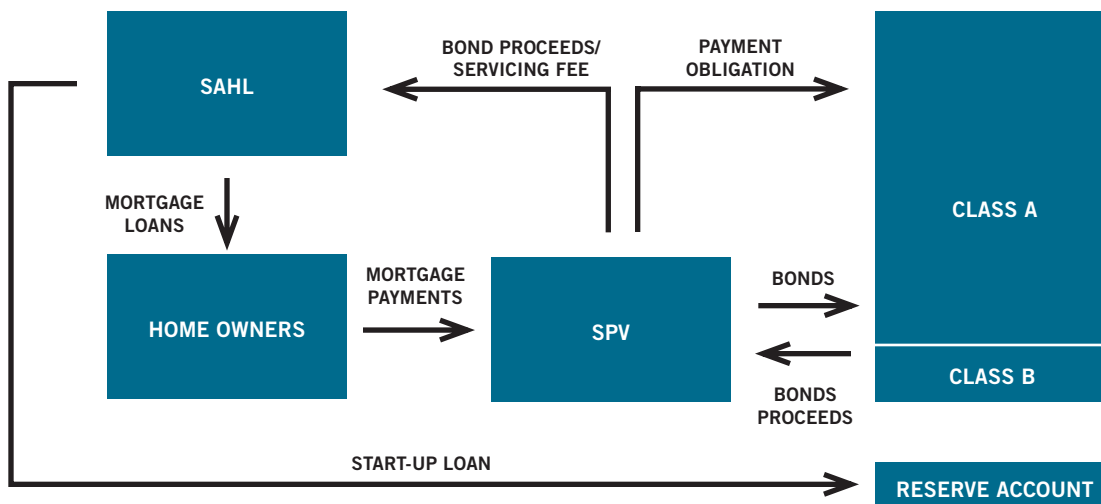 BOND PROCEEDS/
SERVICING FEE
PAYMENT
OBLIGATION
SAHL
MORTGAGE
LOANS
CLASS A
HOME OWNERS
MORTGAGE
PAYMENTS
SPV
BONDS
CLASS B
BONDS
PROCEEDS
START-UP LOAN
RESERVE ACCOUNT